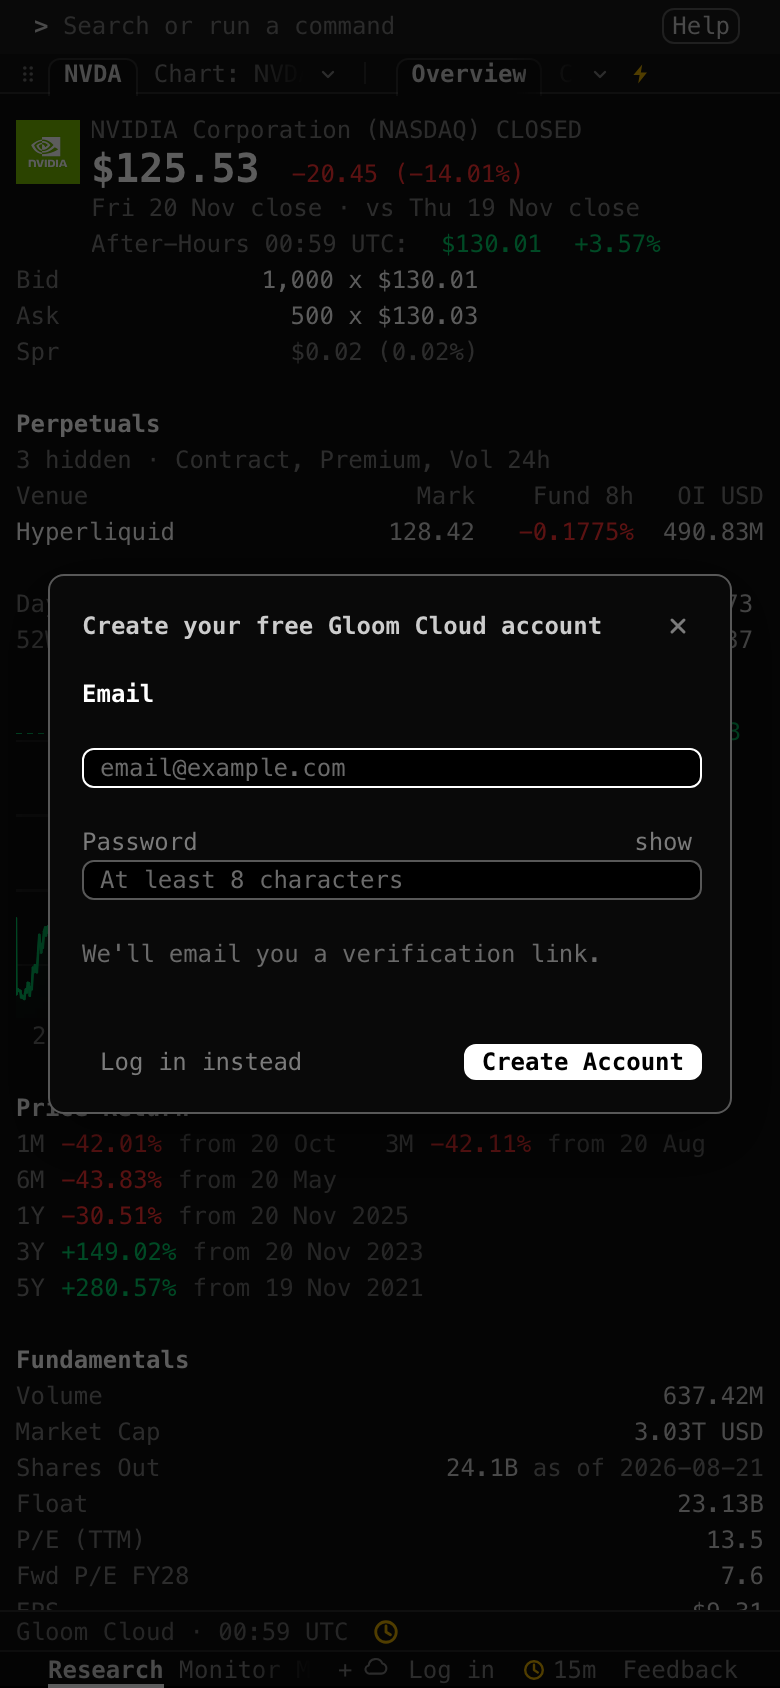 > Search or run a command Help
NVDA Chart: NVD Overview
NVIDIA Corporation (NASDAQ) CLOSED
NVIDIA
$125.53 −20.45 (−14.01%)
Fri 20 Nov close · vs Thu 19 Nov close
After−Hours 00:59 UTC: $130.01 +3.57%
Bid 1,000 x $130.01
Ask 500 x $130.03
Spr $0.02 (0.02%)
Perpetuals
3 hidden · Contract, Premium, Vol 24h
Venue Mark Fund 8h OI USD
Hyperliquid 128.42 −0.1775% 490.83M
Create your free Gloom Cloud account ×
Email
email@example.com
Password show
At least 8 characters
We'll email you a verification link.
Log in instead Create Account
1M −42.01% from 20 Oct 3M −42.11% from 20 Aug
6M −43.83% from 20 May
1Y −30.51% from 20 Nov 2025
3Y +149.02% from 20 Nov 2023
5Y +280.57% from 19 Nov 2021
Fundamentals
Volume 637.42M
Market Cap 3.03T USD
Shares Out 24.1B as of 2026−08−21
Float 23.13B
P/E (TTM) 13.5
Fwd P/E FY28 7.6
Gloom Cloud · 00:59 UTC
Research Monitor + Log in 15m Feedback